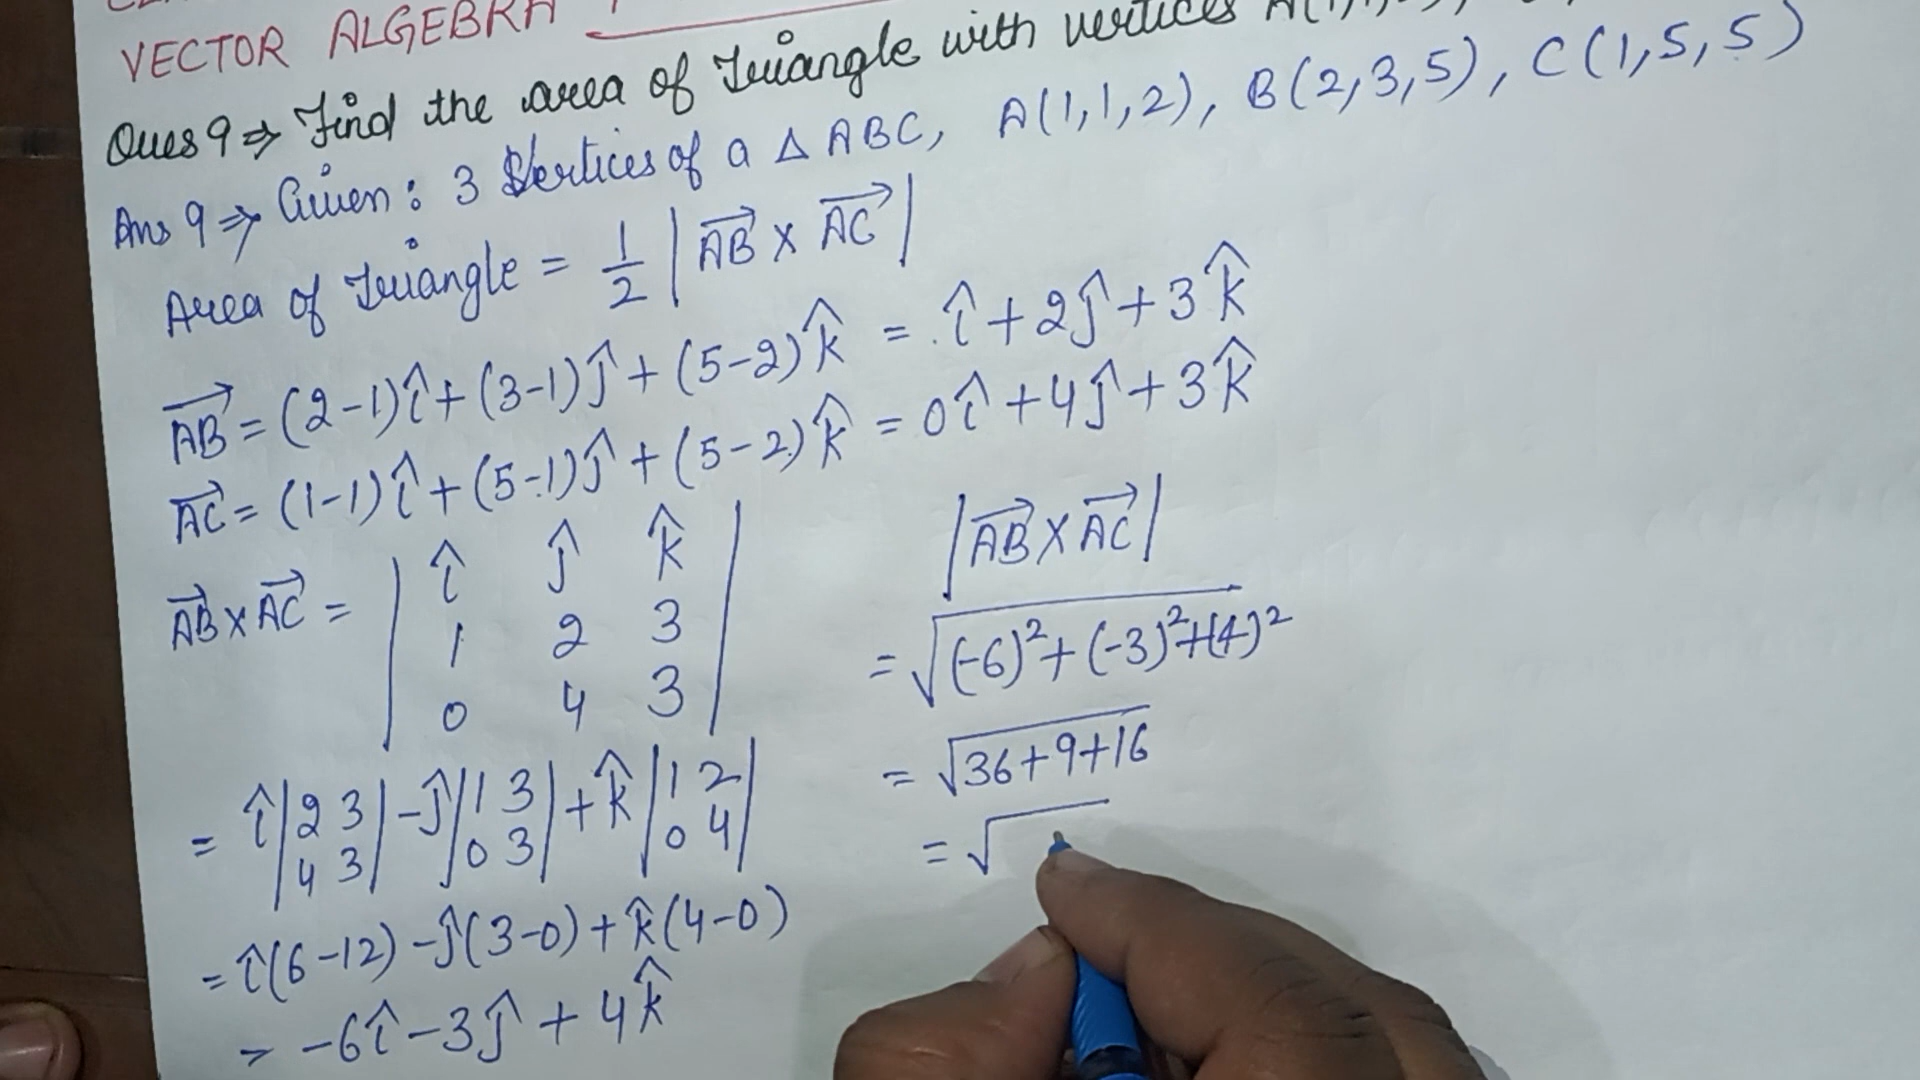 VECTOR ALGEBRA
Ques 9 ⇒ Find the area of Triangle with vertices
Ans 9 ⇒ Given : 3 Vertices of a △ ABC, A(1,1,2), B(2,3,5), C(1,5,5)
Area of Triangle = 1/2 |AB⃗ × AC⃗|
AB⃗ = (2-1)î + (3-1)ĵ + (5-2)k̂ = î + 2ĵ + 3k̂
AC⃗ = (1-1)î + (5-1)ĵ + (5-2)k̂ = 0î + 4ĵ + 3k̂
AB⃗ × AC⃗ = | î ĵ k̂ |
| 1 2 3 |
| 0 4 3 |
= î |2 3| - ĵ |1 3| + k̂ |1 2|
|4 3| |0 3| |0 4|
= î(6-12) - ĵ(3-0) + k̂(4-0)
= -6î - 3ĵ + 4k̂
|AB⃗ × AC⃗|
= √(-6)² + (-3)² + (4)²
= √36+9+16
= √